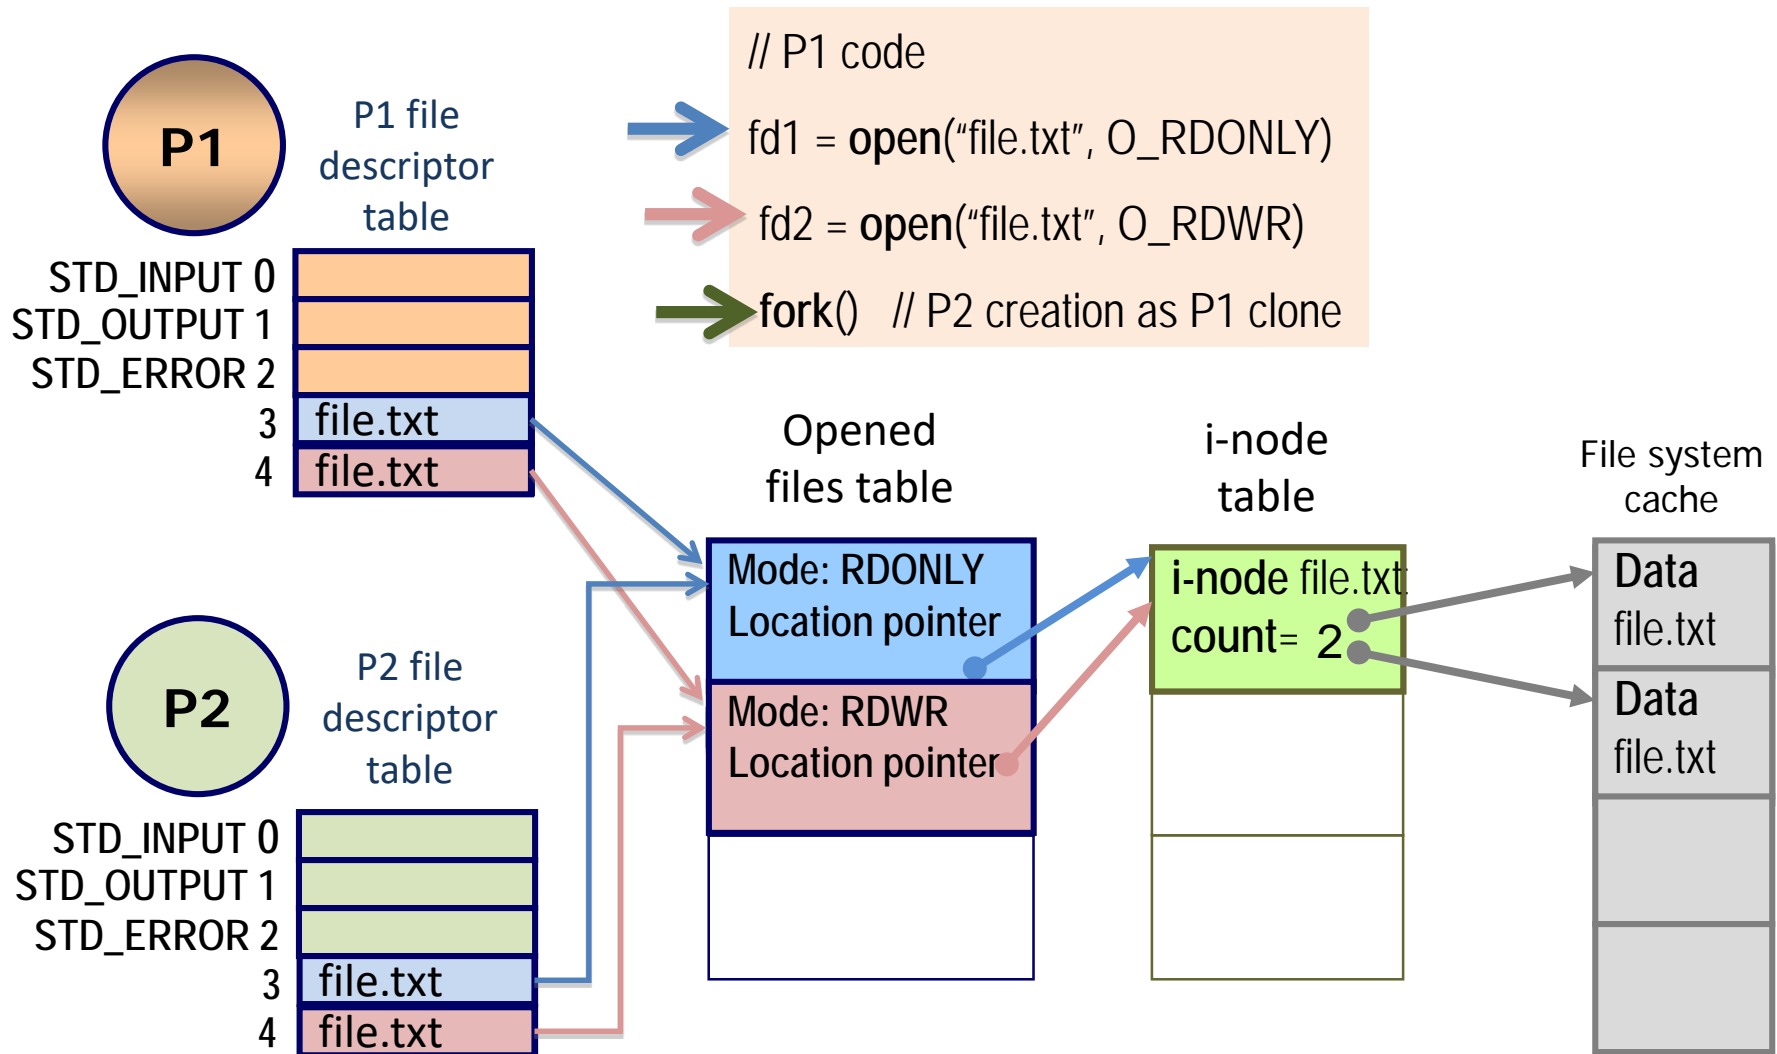 // P1 code
fd1 = open(“file.txt”, O_RDONLY)
fd2 = open(“file.txt”, O_RDWR)
fork() // P2 creation as P1 clone
P1
P1 file
descriptor
table
STD_INPUT 0
STD_OUTPUT 1
STD_ERROR 2
3 file.txt
4 file.txt
Opened
files table
Mode: RDONLY
Location pointer
Mode: RDWR
Location pointer
i-node
table
i-node file.txt
count= 2
File system
cache
Data
file.txt
Data
file.txt
P2
P2 file
descriptor
table
STD_INPUT 0
STD_OUTPUT 1
STD_ERROR 2
3 file.txt
4 file.txt